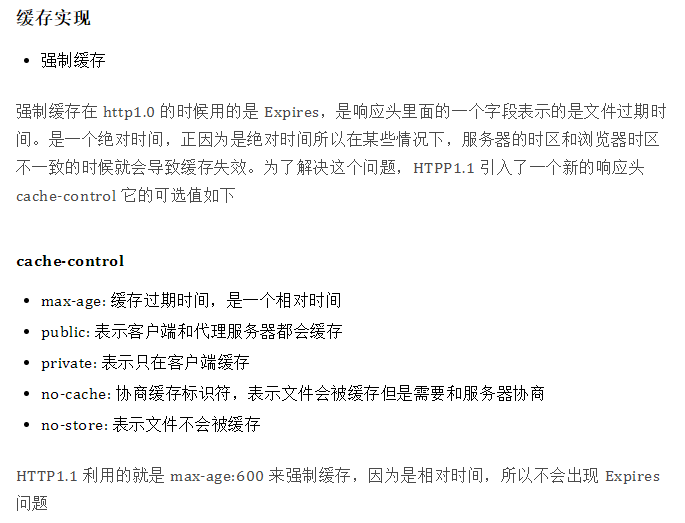 缓存实现
• 强制缓存
强制缓存在 http1.0 的时候用的是 Expires，是响应头里面的一个字段表示的是文件过期时
间。是一个绝对时间，正因为是绝对时间所以在某些情况下，服务器的时区和浏览器时区
不一致的时候就会导致缓存失效。为了解决这个问题，HTPP1.1 引入了一个新的响应头
cache-control 它的可选值如下
cache-control
• max-age: 缓存过期时间，是一个相对时间
• public: 表示客户端和代理服务器都会缓存
• private: 表示只在客户端缓存
• no-cache: 协商缓存标识符，表示文件会被缓存但是需要和服务器协商
• no-store: 表示文件不会被缓存
HTTP1.1 利用的就是 max-age:600 来强制缓存，因为是相对时间，所以不会出现 Expires
问题